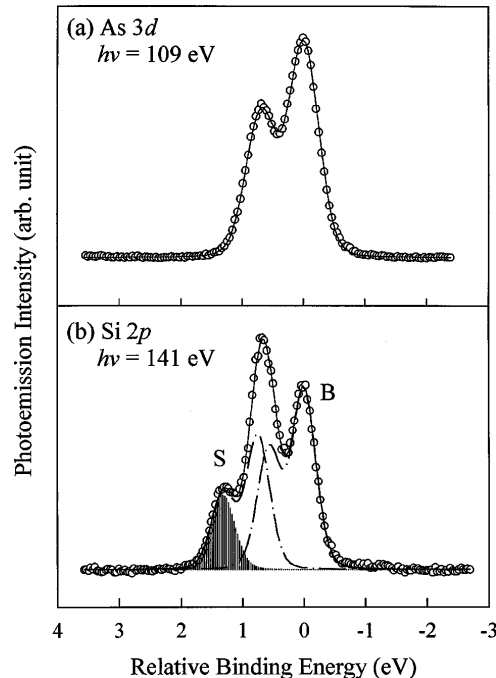 (a) As 3d
hν = 109 eV
(b) Si 2p
hν = 141 eV
S
B
4 3 2 1 0 -1 -2 -3
Relative Binding Energy (eV)
Photoemission Intensity (arb. unit)